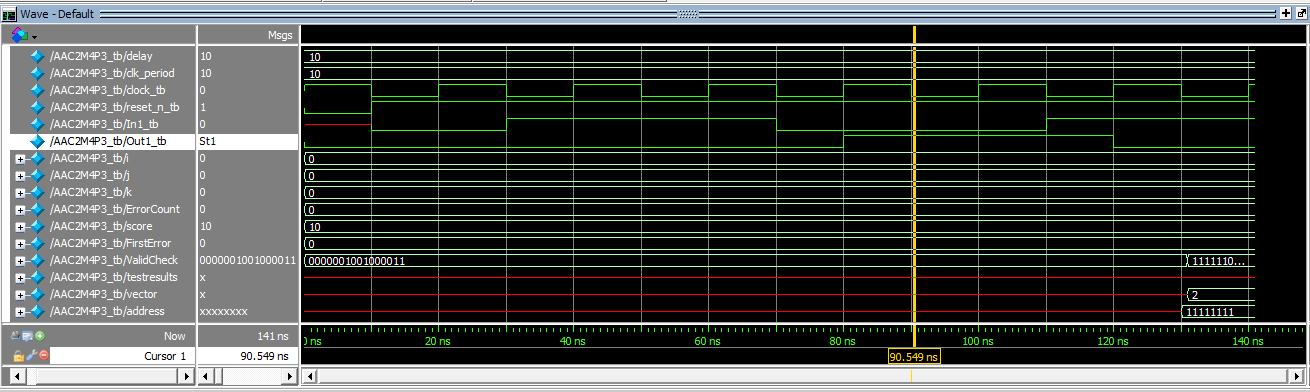 Wave - Default
Msgs
/AAC2M4P3_tb/delay 10 10
/AAC2M4P3_tb/clk_period 10 10
/AAC2M4P3_tb/clock_tb 0
/AAC2M4P3_tb/reset_n_tb 1
/AAC2M4P3_tb/In1_tb 0
/AAC2M4P3_tb/Out1_tb St1
/AAC2M4P3_tb/i 0 0
/AAC2M4P3_tb/j 0 0
/AAC2M4P3_tb/k 0 0
/AAC2M4P3_tb/ErrorCount 0 0
/AAC2M4P3_tb/score 10 10
/AAC2M4P3_tb/FirstError 0 0
/AAC2M4P3_tb/ValidCheck 0000001001000011 0000001001000011 1111110...
/AAC2M4P3_tb/testresults x
/AAC2M4P3_tb/vector x 2
/AAC2M4P3_tb/address xxxxxxxx 11111111
Now 141 ns ns 20 ns 40 ns 60 ns 80 ns 100 ns 120 ns 140 ns
Cursor 1 90.549 ns 90.549 ns